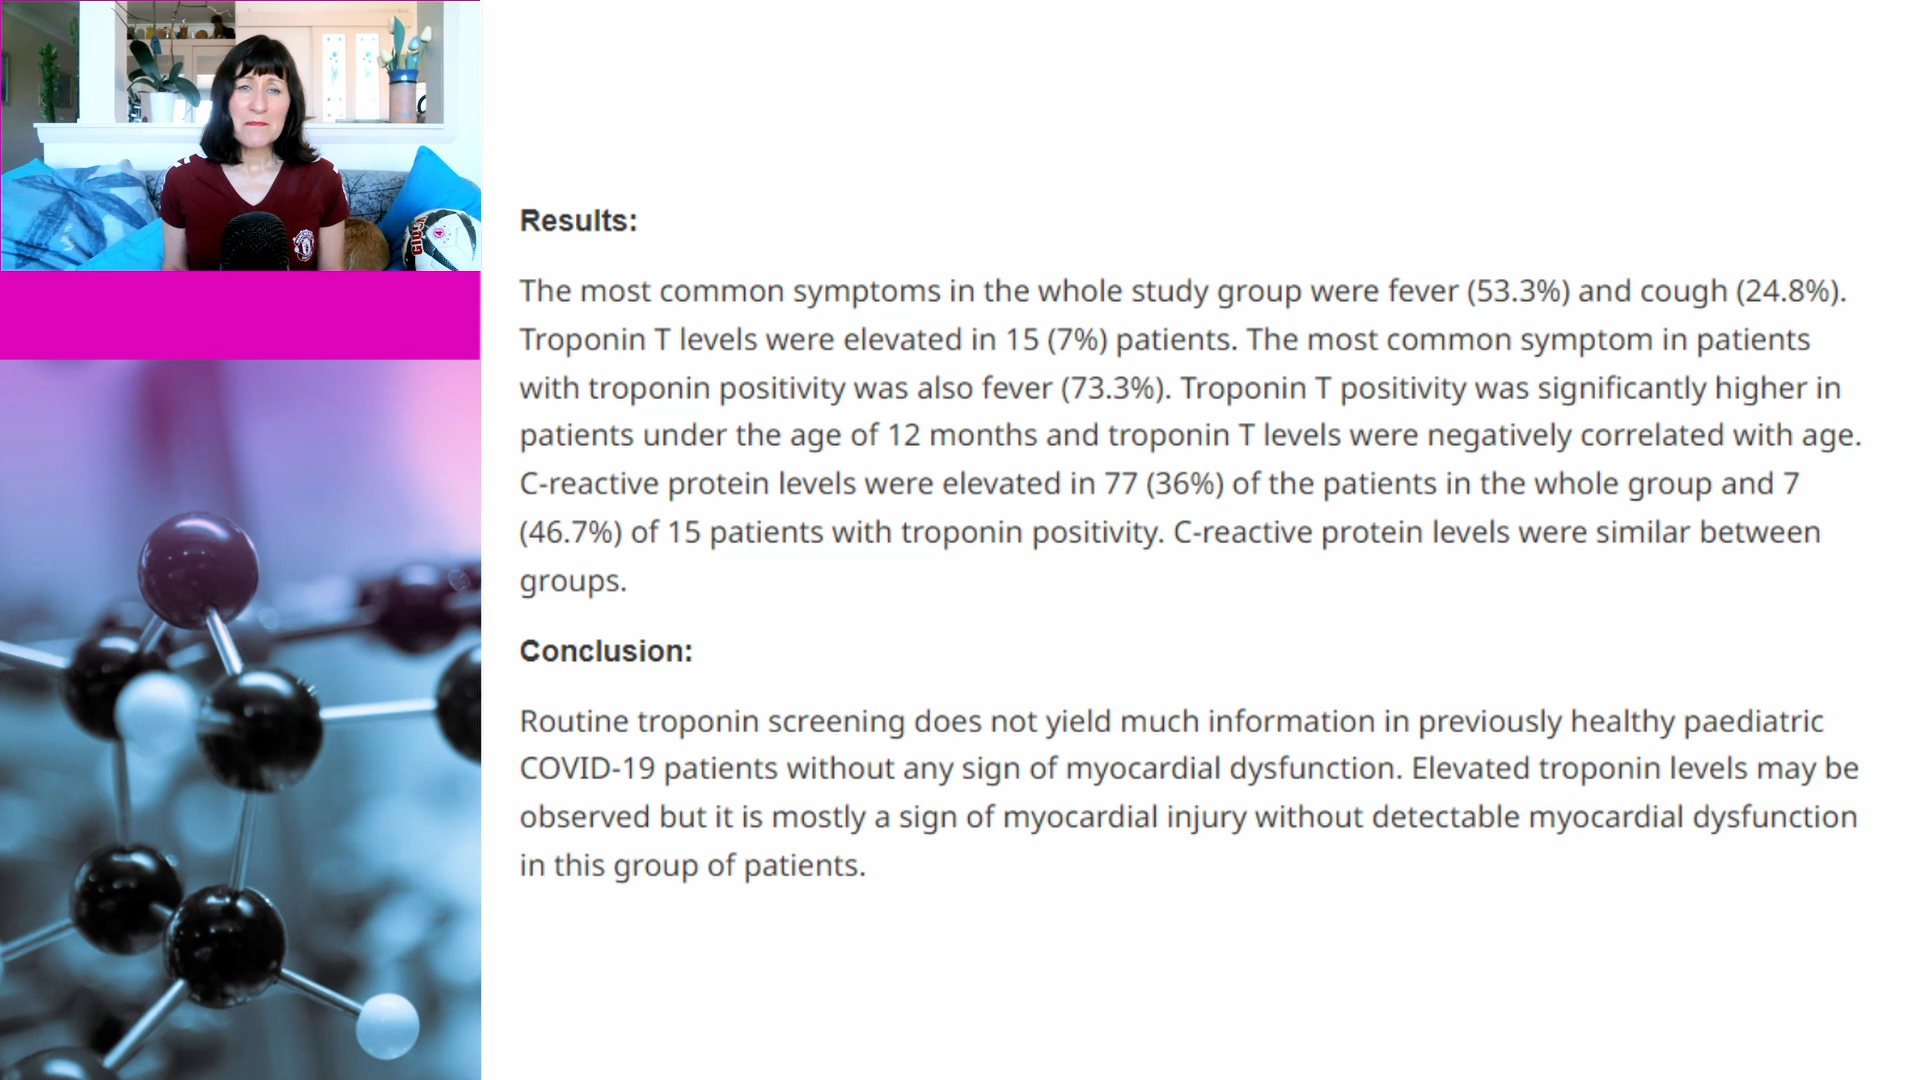 Results:
The most common symptoms in the whole study group were fever (53.3%) and cough (24.8%).
Troponin T levels were elevated in 15 (7%) patients. The most common symptom in patients
with troponin positivity was also fever (73.3%). Troponin T positivity was significantly higher in
patients under the age of 12 months and troponin T levels were negatively correlated with age.
C-reactive protein levels were elevated in 77 (36%) of the patients in the whole group and 7
(46.7%) of 15 patients with troponin positivity. C-reactive protein levels were similar between
groups.
Conclusion:
Routine troponin screening does not yield much information in previously healthy paediatric
COVID-19 patients without any sign of myocardial dysfunction. Elevated troponin levels may be
observed but it is mostly a sign of myocardial injury without detectable myocardial dysfunction
in this group of patients.